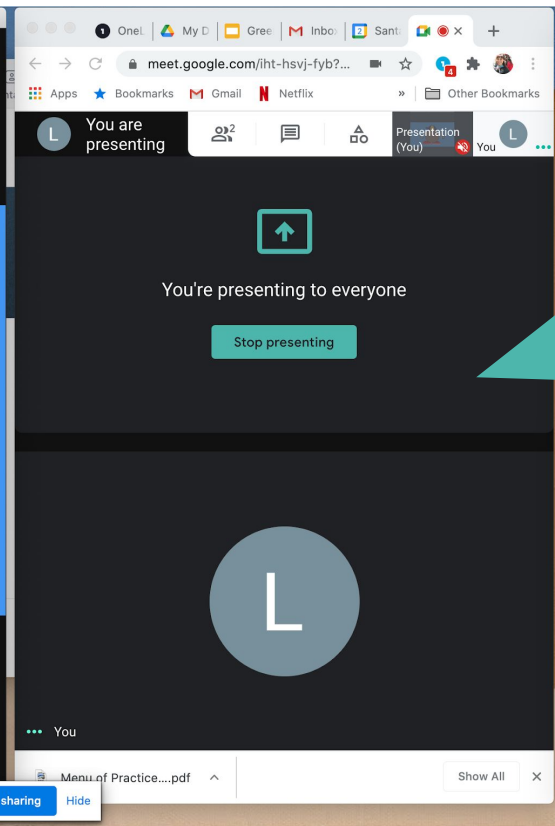 OneL My D Gree Inbox 2 Santa
meet.google.com/iht-hsvj-fyb?... 4
Apps Bookmarks Gmail Netflix » Other Bookmarks
L You are presenting 2 Presentation (You) You L
You're presenting to everyone
Stop presenting
L
You
Menu of Practice....pdf Show All
sharing Hide